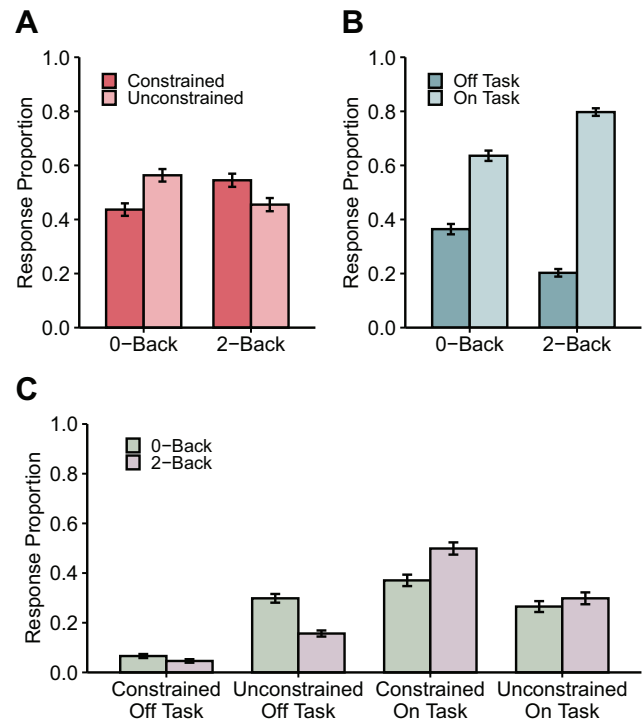 A
Response Proportion
1.0
0.8
0.6
0.4
0.2
0.0
Constrained
Unconstrained
0−Back
2−Back
B
Response Proportion
1.0
0.8
0.6
0.4
0.2
0.0
Off Task
On Task
0−Back
2−Back
C
Response Proportion
1.0
0.8
0.6
0.4
0.2
0.0
0−Back
2−Back
Constrained
Off Task
Unconstrained
Off Task
Constrained
On Task
Unconstrained
On Task